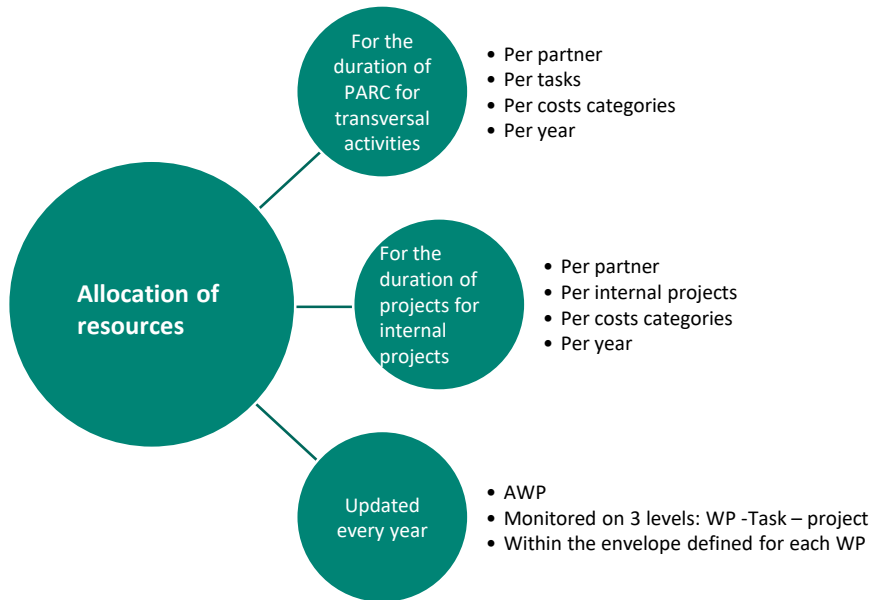 For the
duration of
PARC for
transversal
activities
• Per partner
• Per tasks
• Per costs categories
• Per year
Allocation of
resources
For the
duration of
projects for
internal
projects
• Per partner
• Per internal projects
• Per costs categories
• Per year
Updated
every year
• AWP
• Monitored on 3 levels: WP -Task – project
• Within the envelope defined for each WP